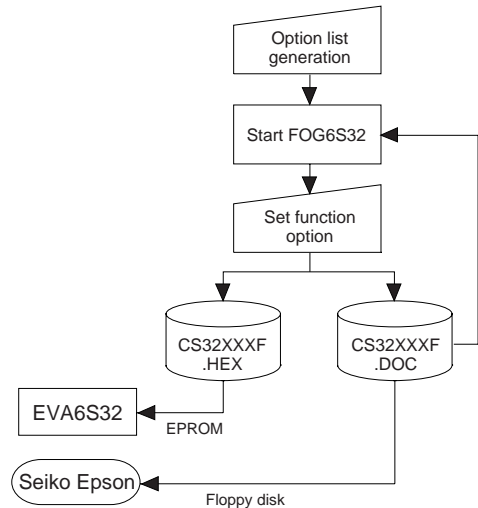 Option list
generation
Start FOG6S32
Set function
option
CS32XXXF
.HEX
CS32XXXF
.DOC
EVA6S32
EPROM
Seiko Epson
Floppy disk